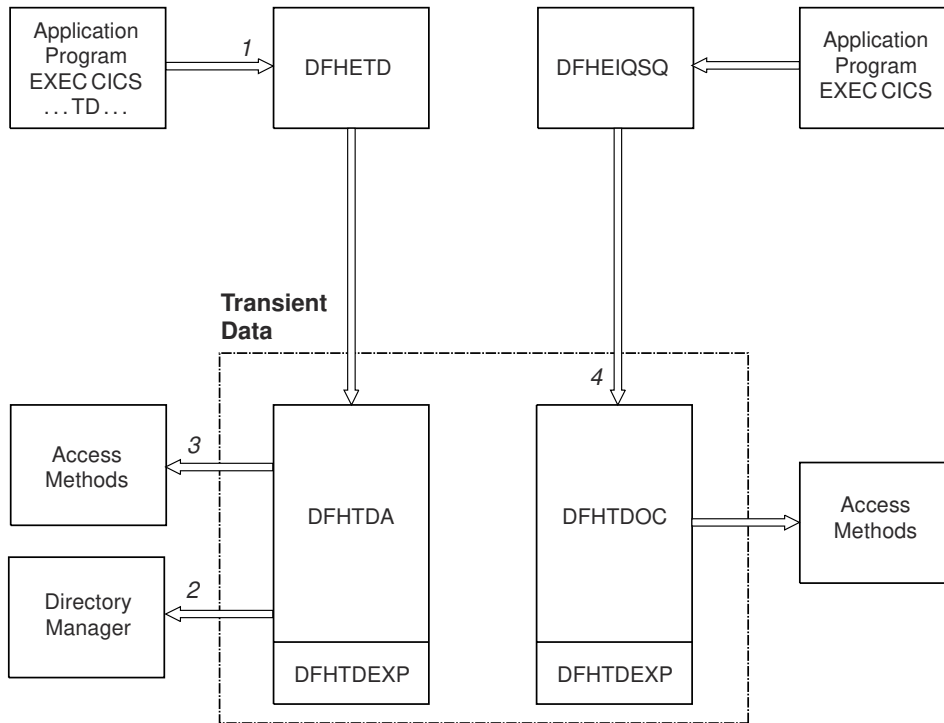 Application
Program
EXEC CICS
...TD...
1
DFHETD
DFHEIQSQ
Application
Program
EXEC CICS
Transient
Data
4
Access
Methods
3
DFHTDA
DFHTDOC
Access
Methods
Directory
Manager
2
DFHTDEXP
DFHTDEXP